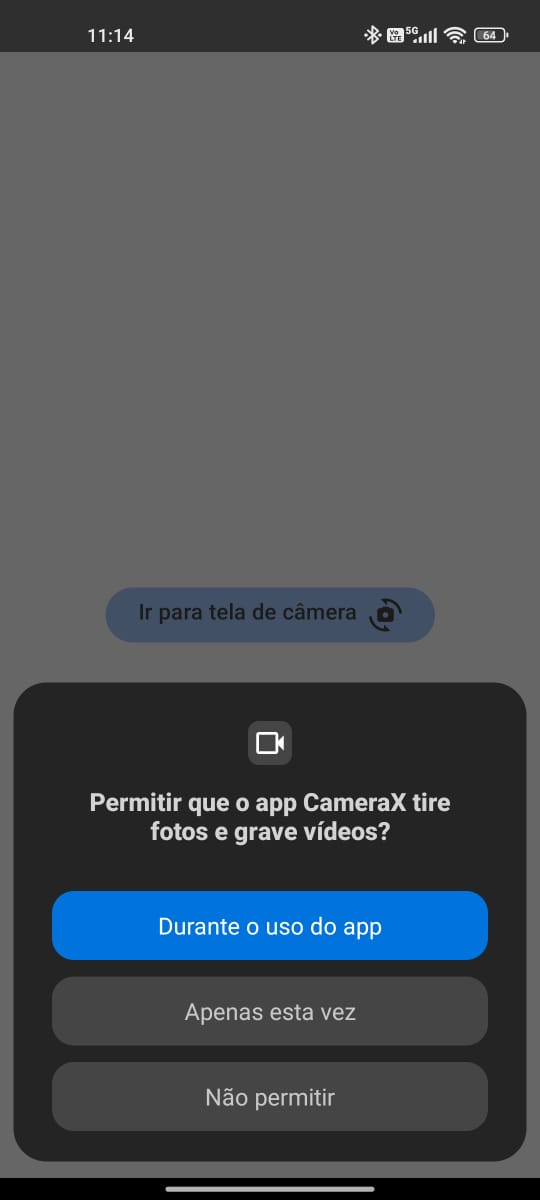 11:14
Vo LTE 5G 64
Ir para tela de câmera
Permitir que o app CameraX tire
fotos e grave vídeos?
Durante o uso do app
Apenas esta vez
Não permitir